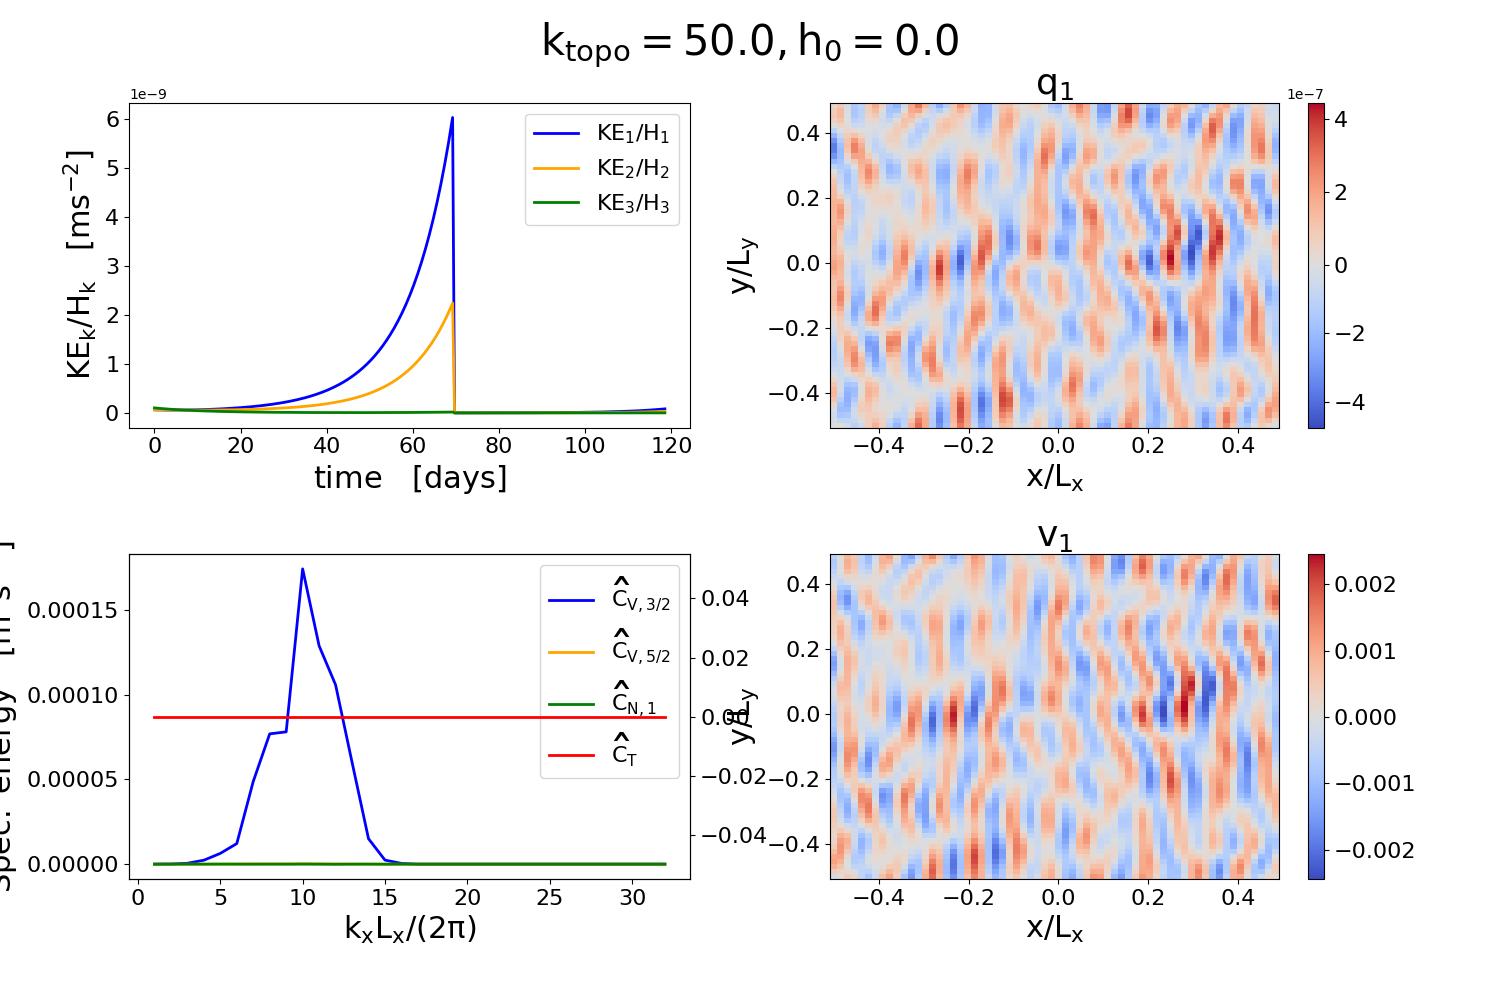 k_topo = 50.0, h_0 = 0.0
1e−9
6
5
4
3
2
1
0
KE_k/H_k [ms^−2]
KE_1/H_1
KE_2/H_2
KE_3/H_3
0 20 40 60 80 100 120
time [days]
q_1
1e−7
0.4
0.2
0.0
−0.2
−0.4
y/L_y
−0.4 −0.2 0.0 0.2 0.4
x/L_x
4
2
0
−2
−4
0.00015
0.00010
0.00005
0.00000
Spec. energy
Ĉ_V,3/2
Ĉ_V,5/2
Ĉ_N,1
Ĉ_T
0.04
0.02
0.00
−0.02
−0.04
0 5 10 15 20 25 30
k_xL_x/(2π)
v_1
0.4
0.2
0.0
−0.2
−0.4
y/L_y
−0.4 −0.2 0.0 0.2 0.4
x/L_x
0.002
0.001
0.000
−0.001
−0.002